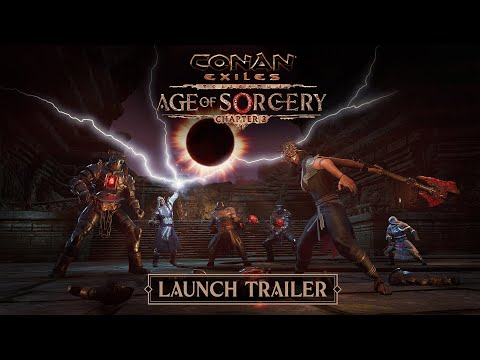 CONAN
EXILES
AGE OF SORCERY
CHAPTER 3
LAUNCH TRAILER